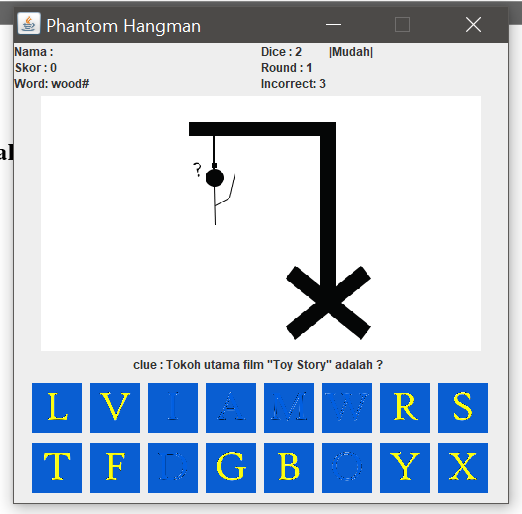 Phantom Hangman
Nama : Dice : 2 |Mudah|
Skor : 0 Round : 1
Word: wood# Incorrect: 3
al
?
clue : Tokoh utama film "Toy Story" adalah ?
L V I A M W R S
T F D G B O Y X